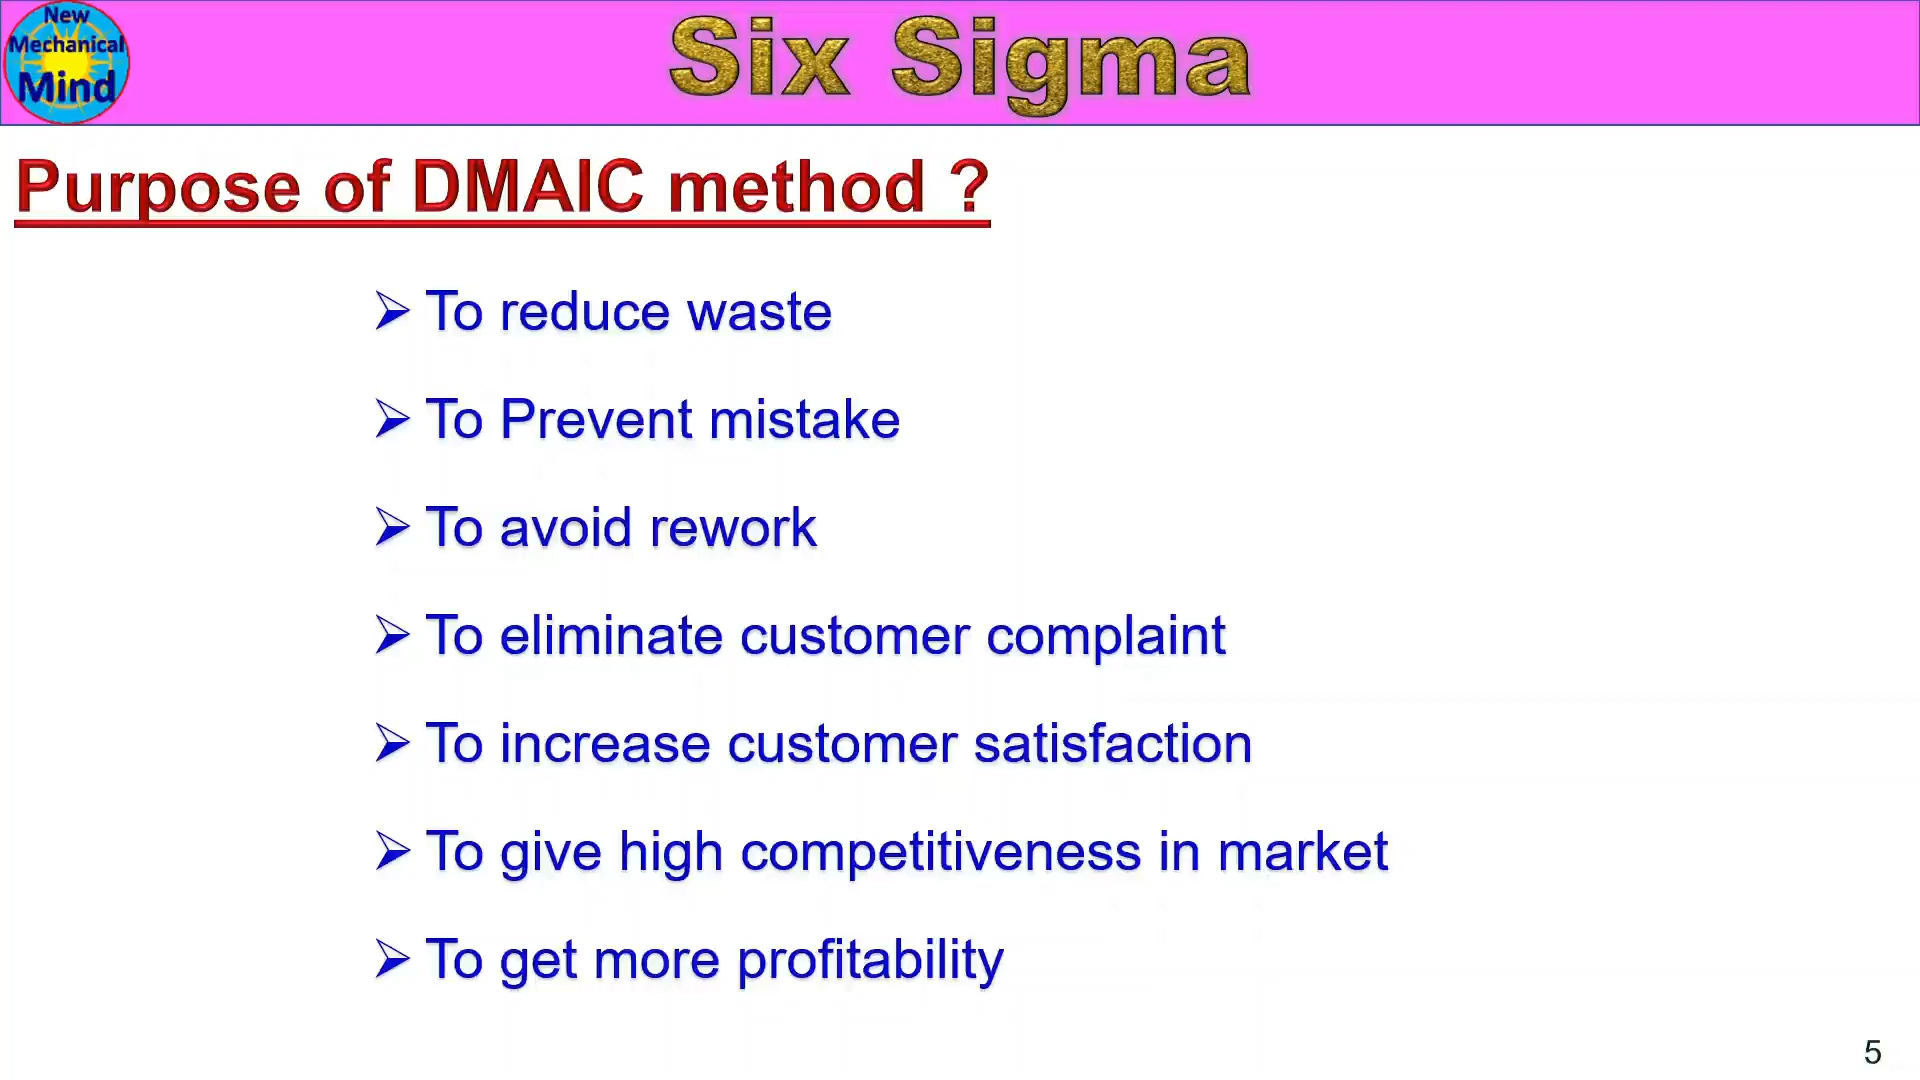 New
Mechanical
Mind
Six Sigma
Purpose of DMAIC method ?
➢ To reduce waste
➢ To Prevent mistake
➢ To avoid rework
➢ To eliminate customer complaint
➢ To increase customer satisfaction
➢ To give high competitiveness in market
➢ To get more profitability
5